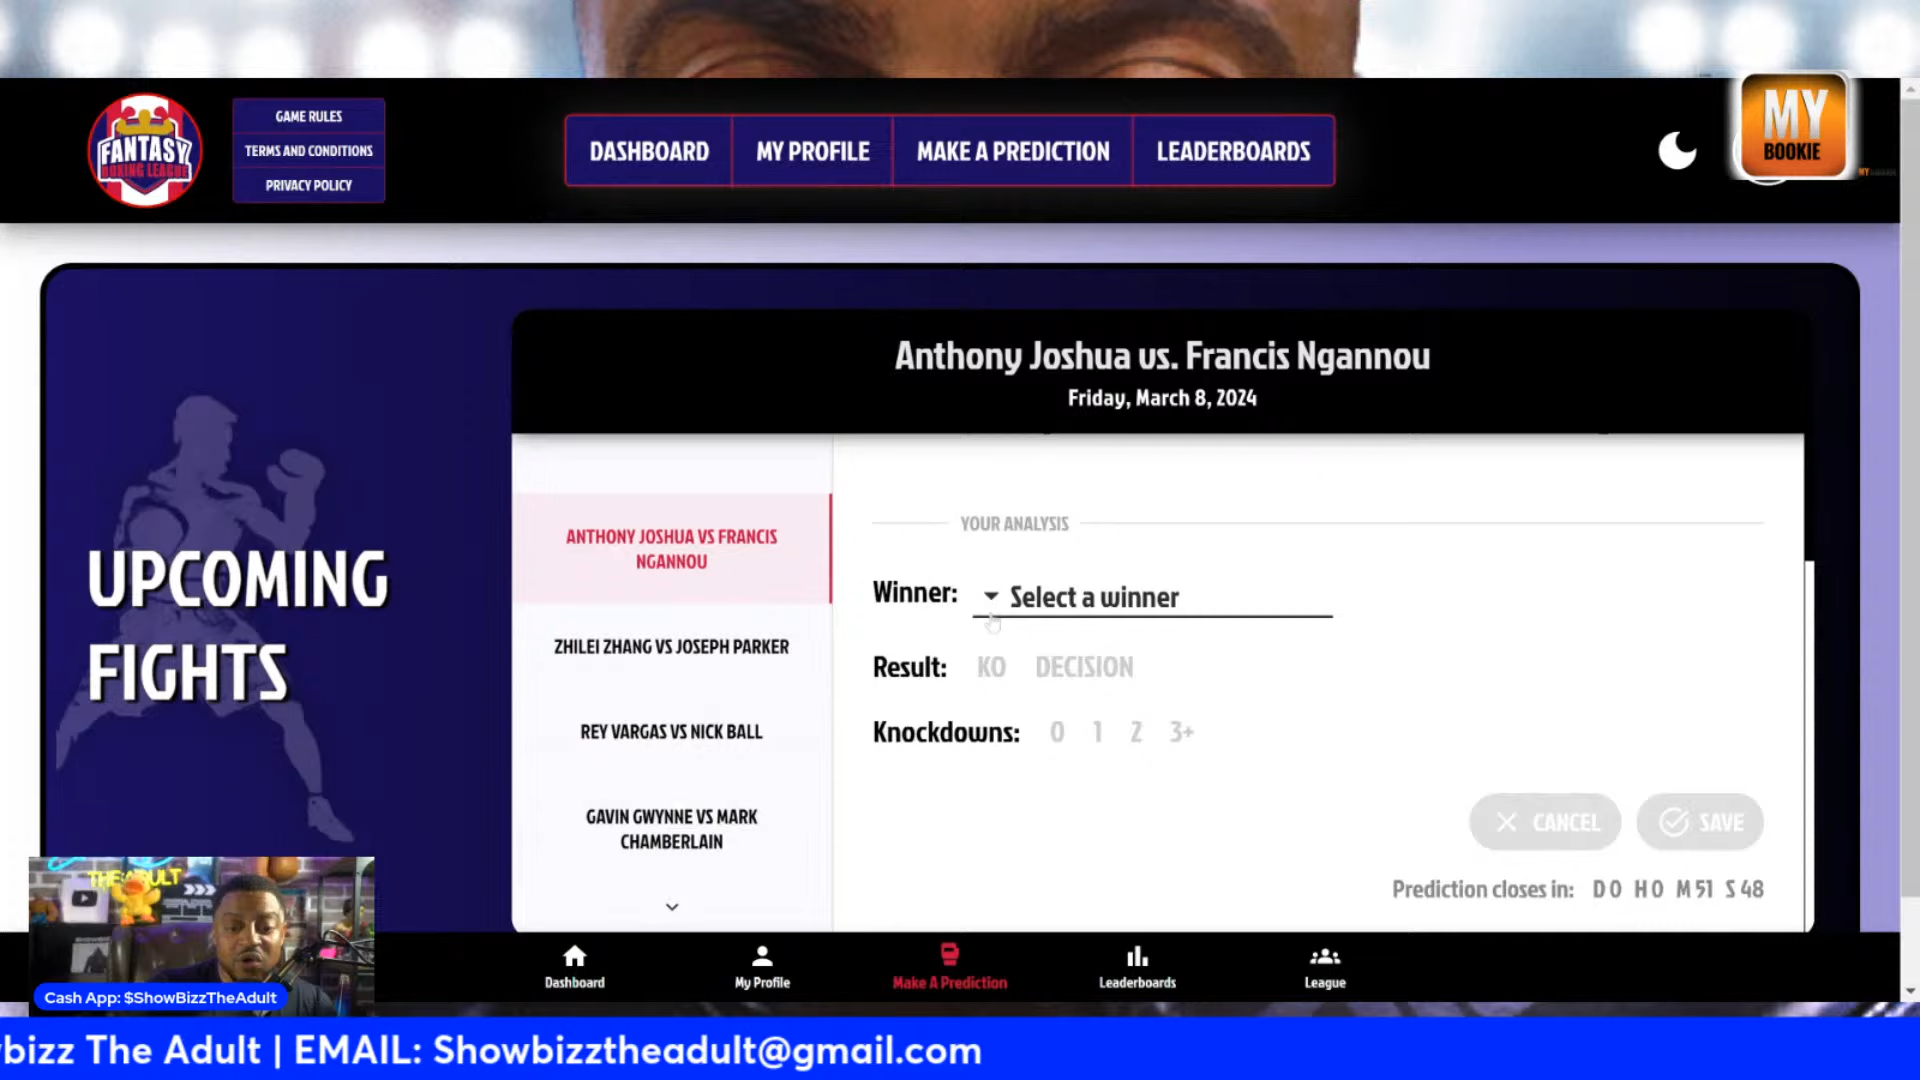 FANTASY
BOXING LEAGUE
GAME RULES
TERMS AND CONDITIONS
PRIVACY POLICY
DASHBOARD
MY PROFILE
MAKE A PREDICTION
LEADERBOARDS
MY
BOOKIE
Anthony Joshua vs. Francis Ngannou
Friday, March 8, 2024
UPCOMING
FIGHTS
ANTHONY JOSHUA VS FRANCIS
NGANNOU
ZHILEI ZHANG VS JOSEPH PARKER
REY VARGAS VS NICK BALL
GAVIN GWYNNE VS MARK
CHAMBERLAIN
YOUR ANALYSIS
Winner: Select a winner
Result: KO DECISION
Knockdowns: 0 1 2 3+
CANCEL
SAVE
Prediction closes in: D 0 H 0 M 51 S 48
THE ADULT
Cash App: $ShowBizzTheAdult
Dashboard
My Profile
Make A Prediction
Leaderboards
League
bizz The Adult | EMAIL: Showbizztheadult@gmail.com